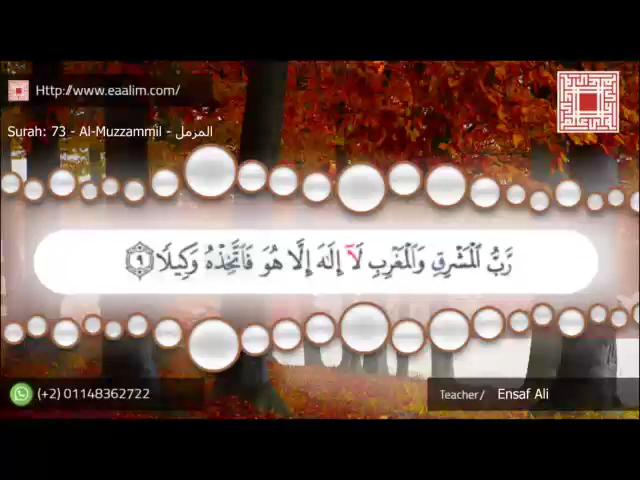 Http://www.eaalim.com/
Surah: 73 - Al-Muzzammil - المزمل
رَّبُّ ٱلْمَشْرِقِ وَٱلْمَغْرِبِ لَآ إِلَٰهَ إِلَّا هُوَ فَٱتَّخِذْهُ وَكِيلًا ٩
(+2) 01148362722
Teacher/ Ensaf Ali